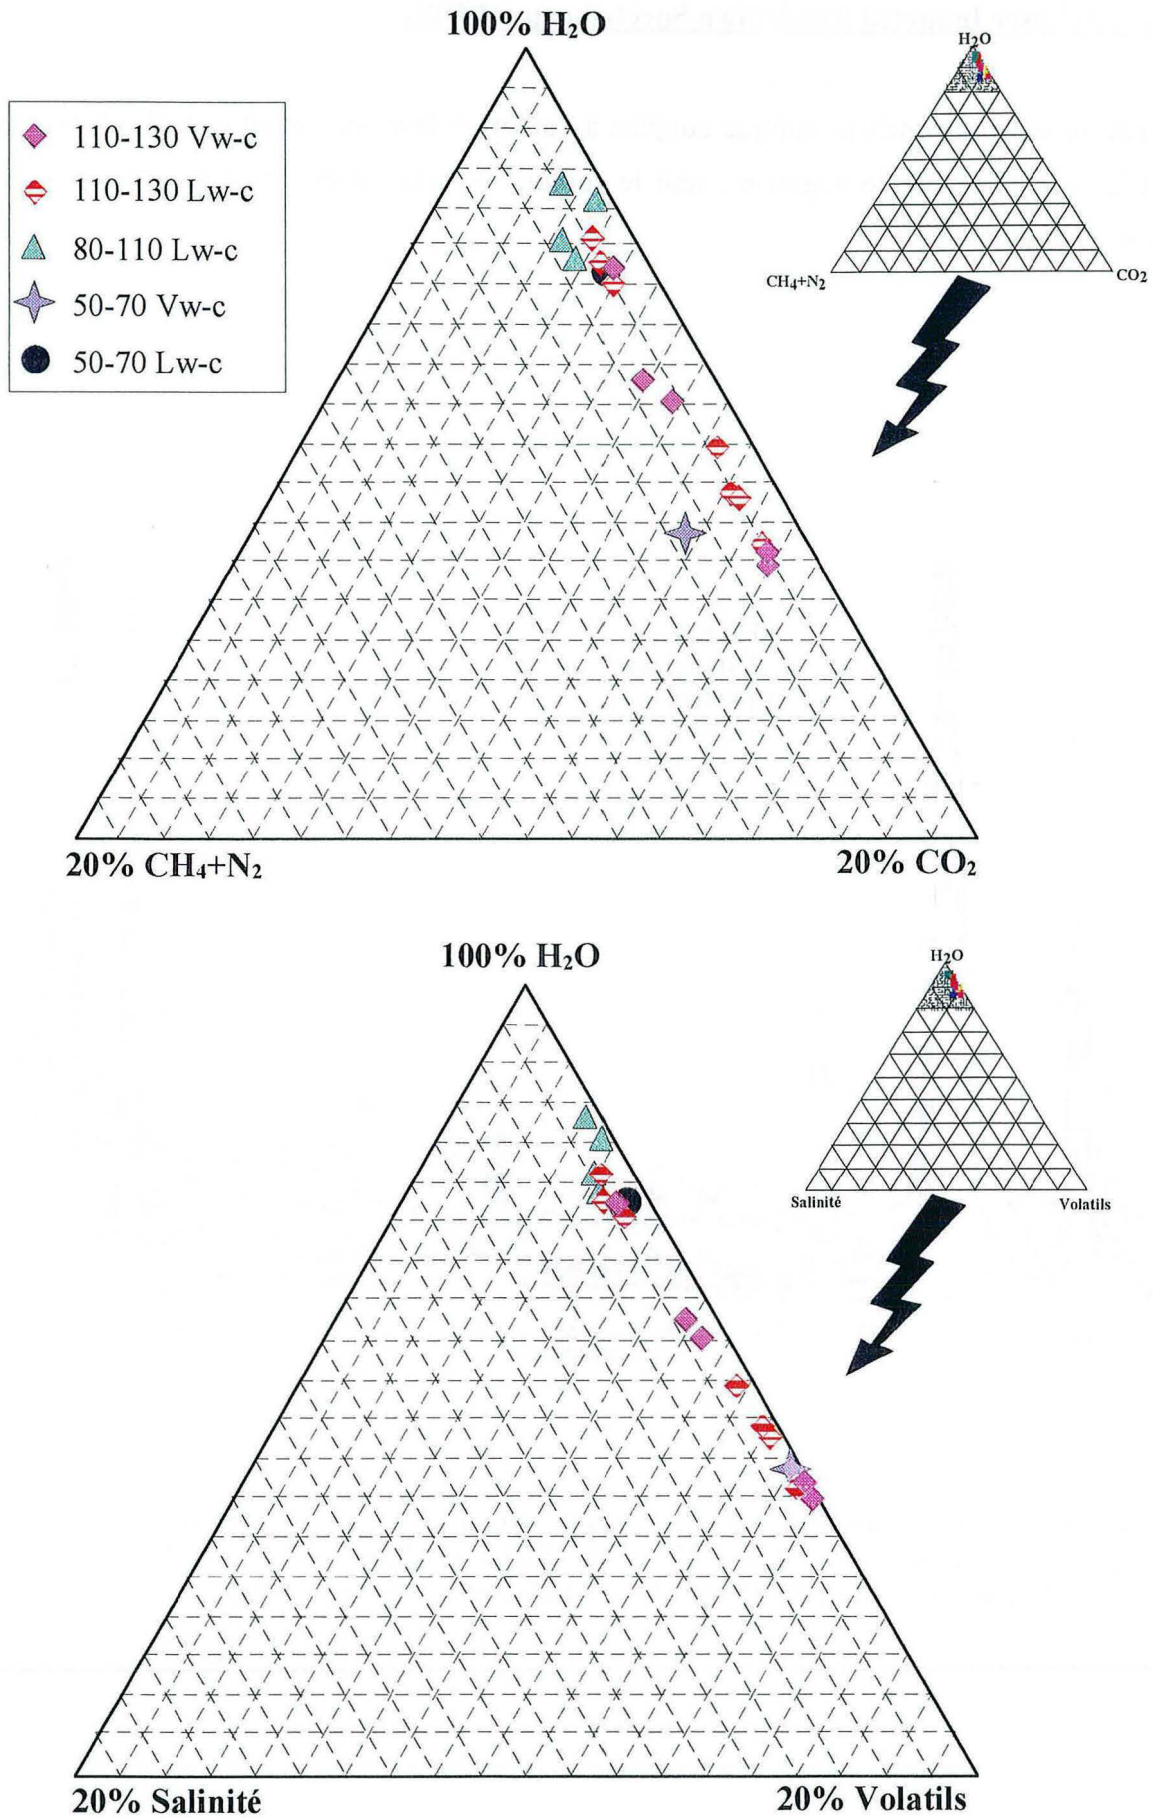 100% H₂O
H₂O
110-130 Vw-c
110-130 Lw-c
80-110 Lw-c
50-70 Vw-c
50-70 Lw-c
CH₄+N₂
CO₂
20% CH₄+N₂
20% CO₂
100% H₂O
H₂O
Salinité
Volatils
20% Salinité
20% Volatils